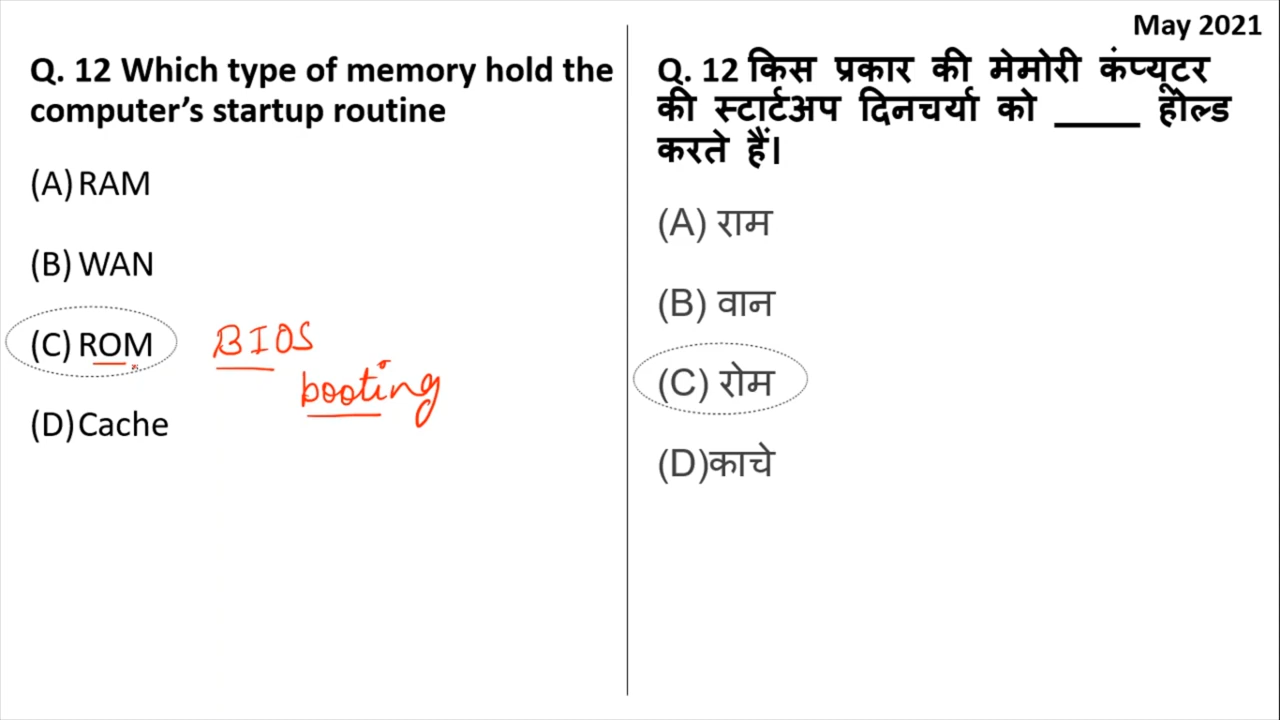 May 2021
Q. 12 Which type of memory hold the
computer’s startup routine
(A) RAM
(B) WAN
(C) ROM
BIOS
booting
(D) Cache
Q. 12 किस प्रकार की मेमोरी कंप्यूटर
की स्टार्टअप दिनचर्या को _____ होल्ड
करते हैं।
(A) राम
(B) वान
(C) रोम
(D)काचे